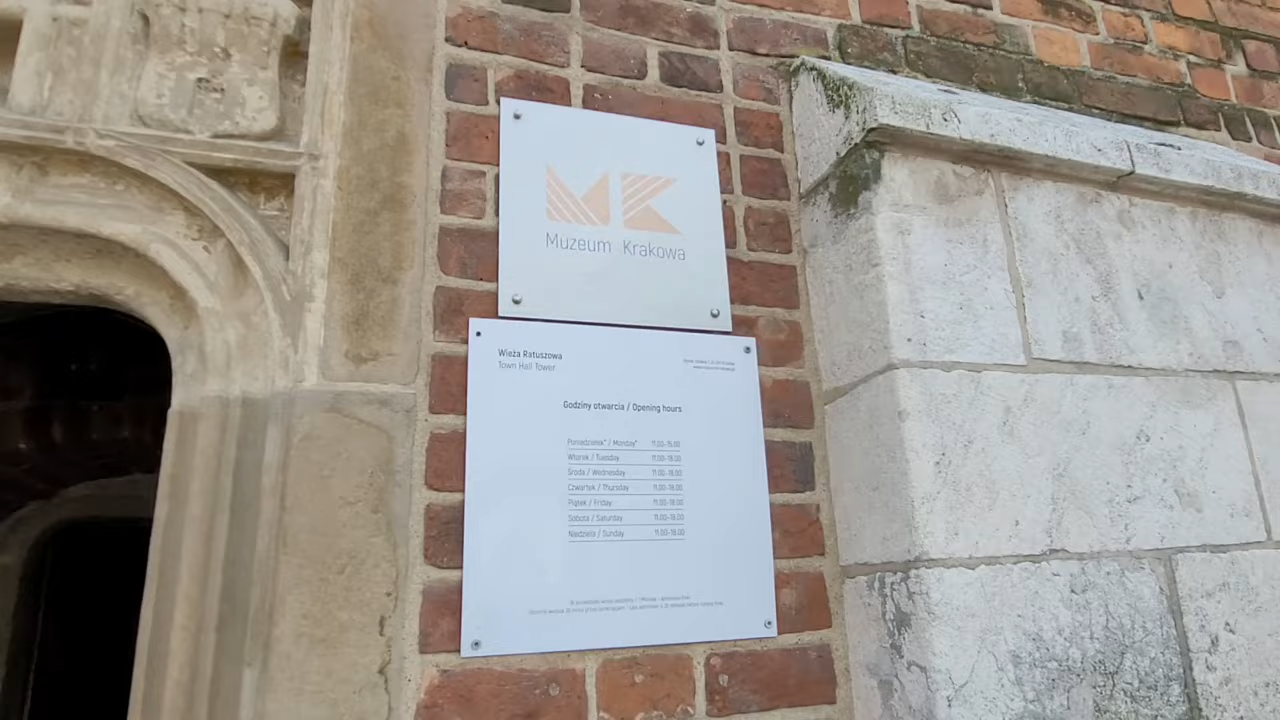 MK
Muzeum Krakowa
Wieża Ratuszowa
Town Hall Tower
Godziny otwarcia / Opening hours
Poniedziałek* / Monday* 11.00-15.00
Wtorek / Tuesday 11.00-18.00
Środa / Wednesday 11.00-18.00
Czwartek / Thursday 11.00-18.00
Piątek / Friday 11.00-18.00
Sobota / Saturday 11.00-18.00
Niedziela / Sunday 11.00-18.00